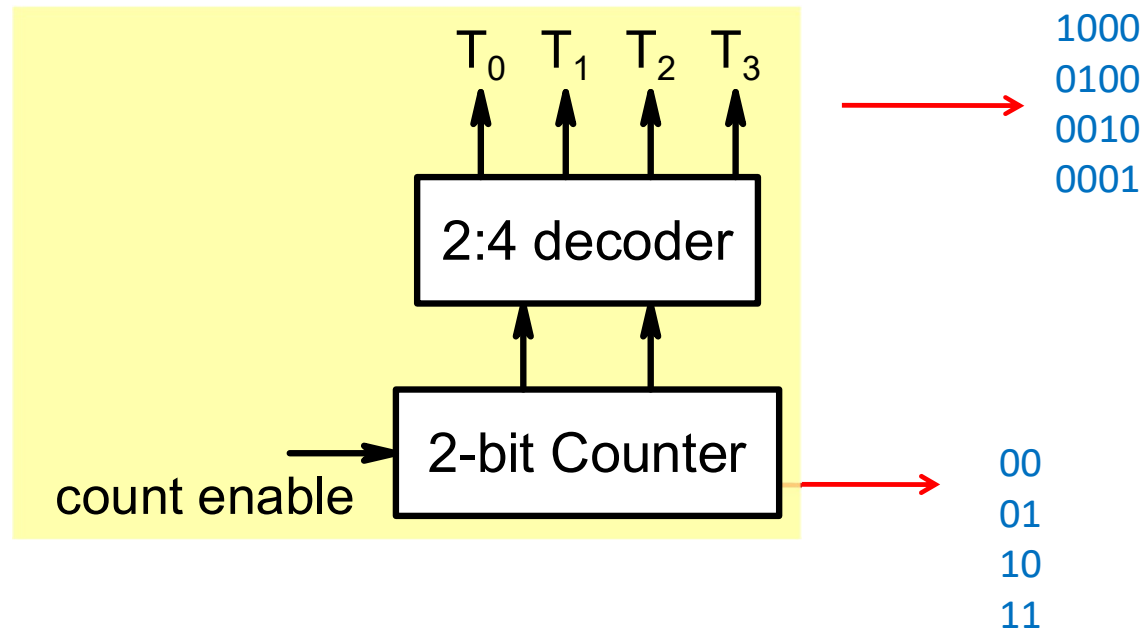 T0 T1 T2 T3
2:4 decoder
2-bit Counter
count enable
1000
0100
0010
0001
00
01
10
11